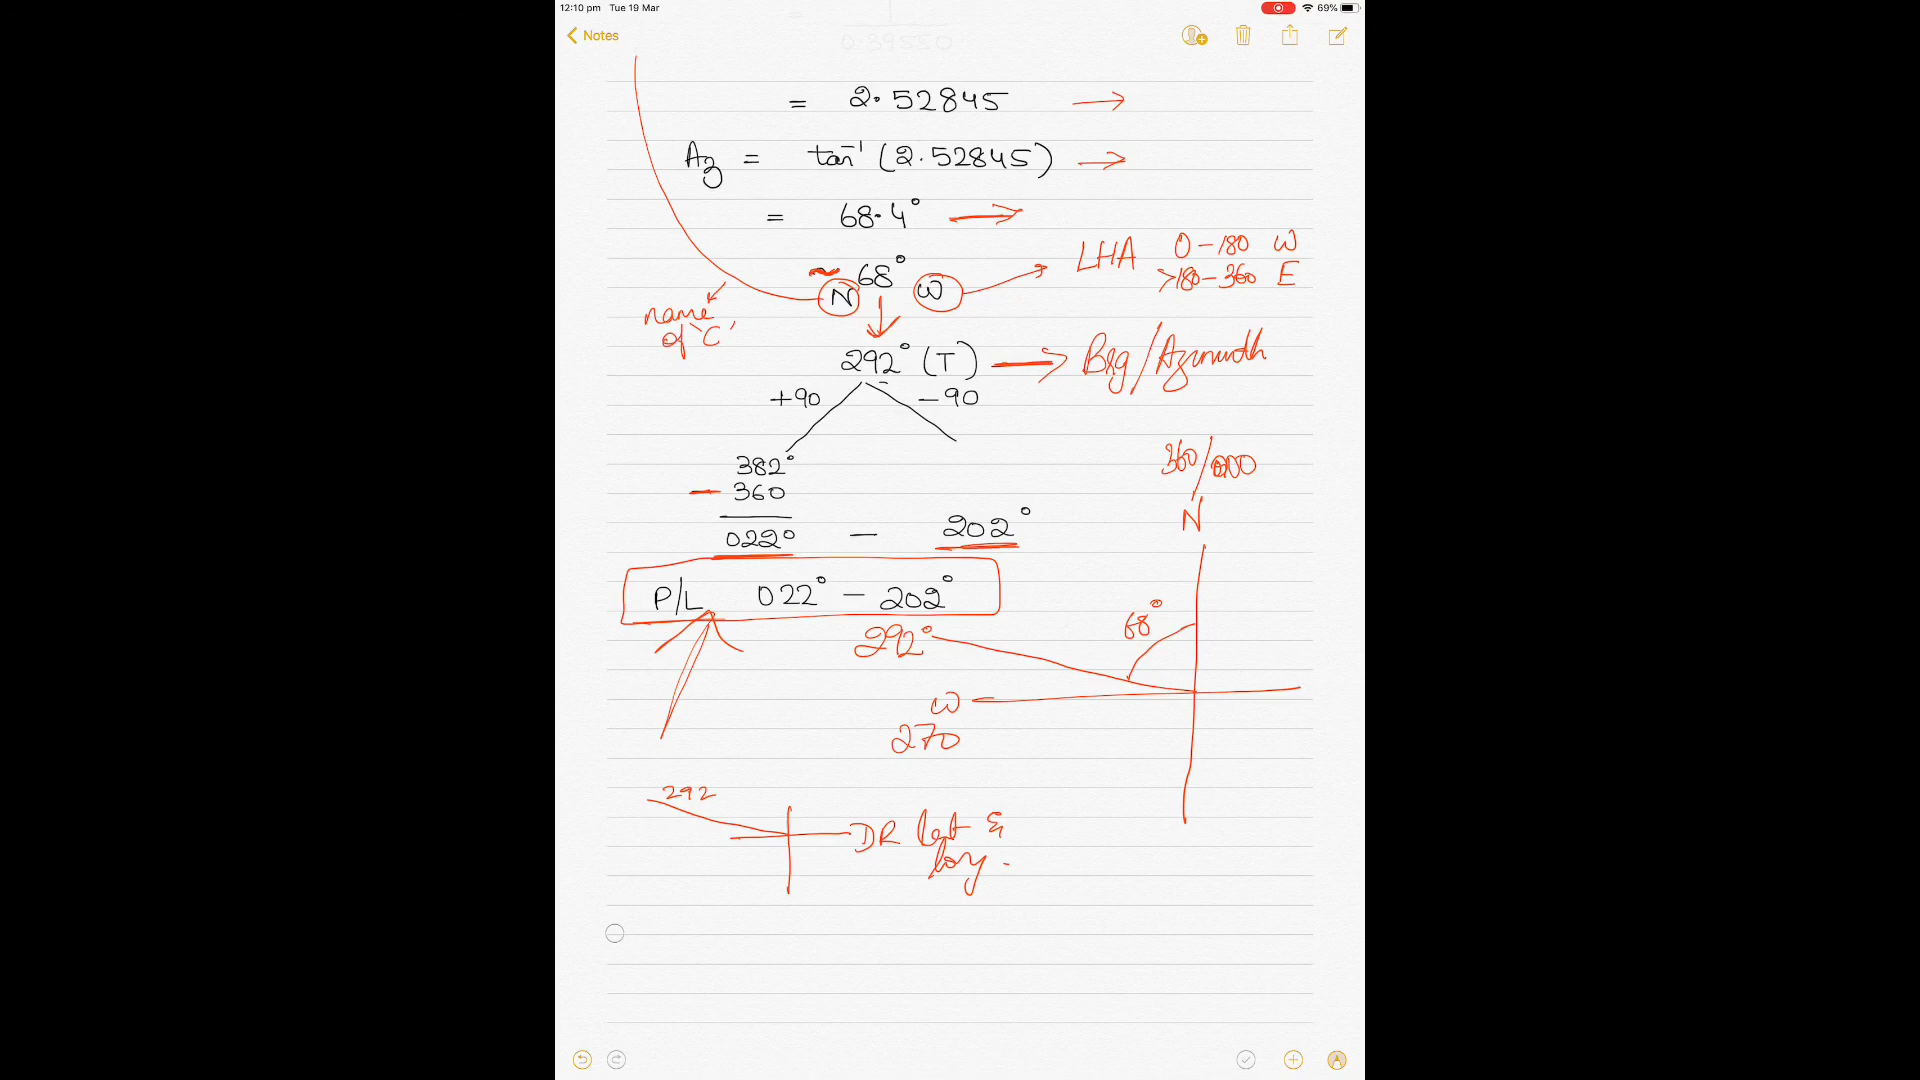 12:10 pm Tue 19 Mar
69%
Notes
0.39550
= 2.52845
Az = tan⁻¹ (2.52845)
= 68.4°
LHA 0-180 W
>180-360 E
~ 68°
N W
name of 'C'
292° (T) Brg/Azimuth
+90 -90
382°
- 360
360/000
022° - 202°
N
P/L 022° - 202°
68°
292°
W
270
292
DR lat &
long.